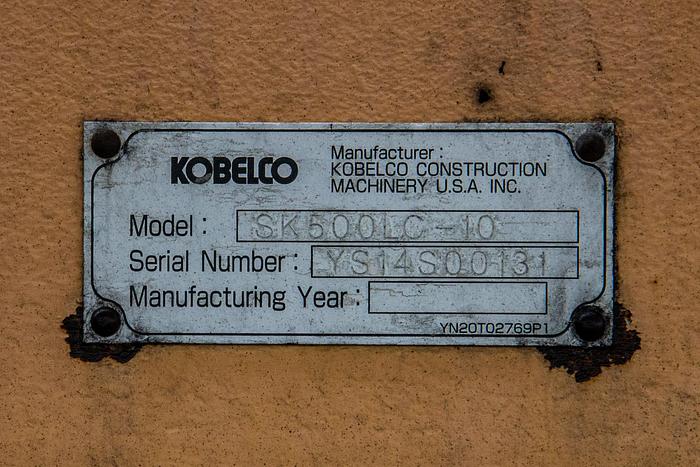 KOBELCO
Manufacturer :
KOBELCO CONSTRUCTION
MACHINERY U.S.A. INC.
Model : SK500LC-10
Serial Number : YS14S00131
Manufacturing Year :
YN20T02769P1